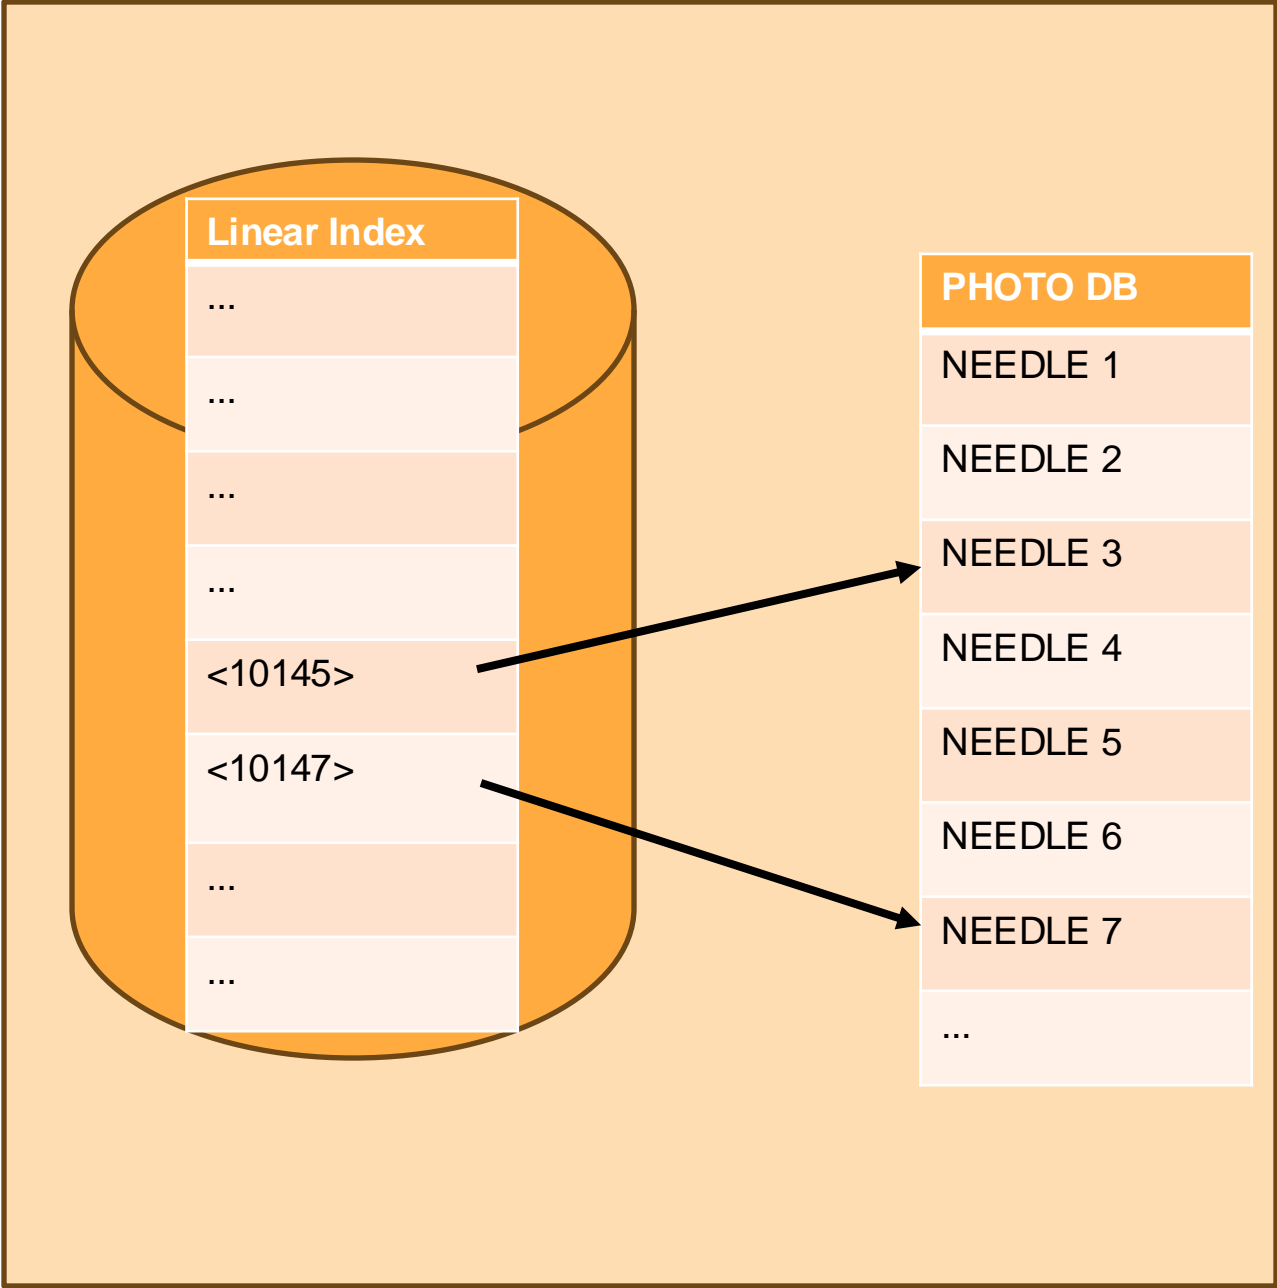 Linear Index
...
...
...
...
<10145>
<10147>
...
...
PHOTO DB
NEEDLE 1
NEEDLE 2
NEEDLE 3
NEEDLE 4
NEEDLE 5
NEEDLE 6
NEEDLE 7
...